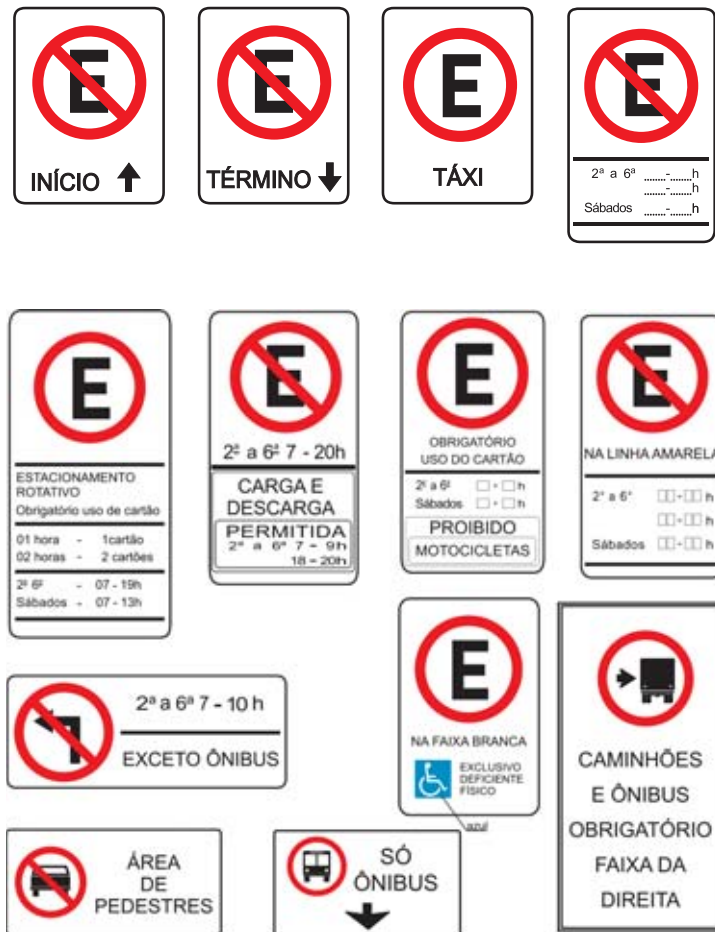 E
INÍCIO
E
TÉRMINO
E
TÁXI
E
2ª a 6ª ........-........h
........-........h
Sábados ........-........h
E
ESTACIONAMENTO
ROTATIVO
Obrigatório uso de cartão
01 hora - 1cartão
02 horas - 2 cartões
2ª 6ª - 07 - 19h
Sábados - 07 - 13h
E
2ª a 6ª 7 - 20h
CARGA E
DESCARGA
PERMITIDA
2ª a 6ª 7 - 9h
18 - 20h
E
OBRIGATÓRIO
USO DO CARTÃO
2ª a 6ª □ - □ h
Sábados □ - □ h
PROIBIDO
MOTOCICLETAS
E
NA LINHA AMARELA
2ª a 6ª □□-□□ h
□□-□□ h
Sábados □□-□□ h
2ª a 6ª 7 - 10 h
EXCETO ÔNIBUS
E
NA FAIXA BRANCA
EXCLUSIVO
DEFICIENTE
FÍSICO
azul
CAMINHÕES
E ÔNIBUS
OBRIGATÓRIO
FAIXA DA
DIREITA
ÁREA
DE
PEDESTRES
SÓ
ÔNIBUS